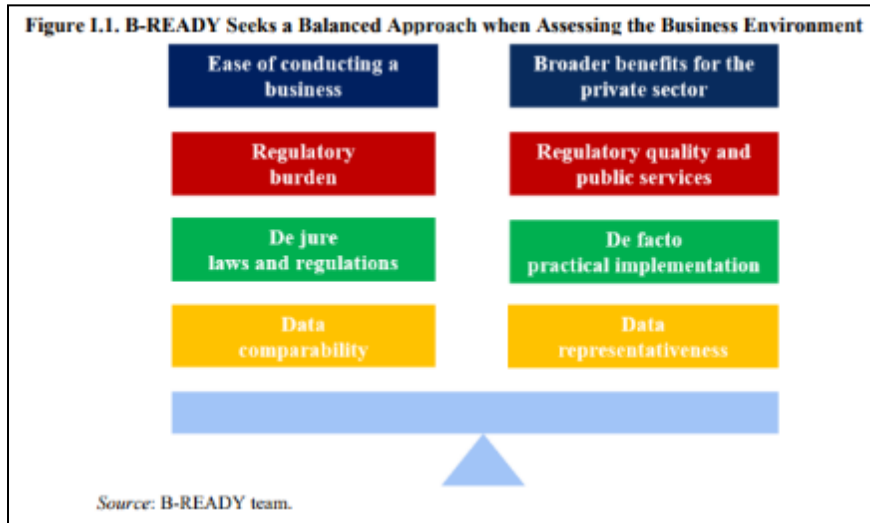 Figure I.1. B-READY Seeks a Balanced Approach when Assessing the Business Environment
Ease of conducting a
business
Broader benefits for the
private sector
Regulatory
burden
Regulatory quality and
public services
De jure
laws and regulations
De facto
practical implementation
Data
comparability
Data
representativeness
Source: B-READY team.